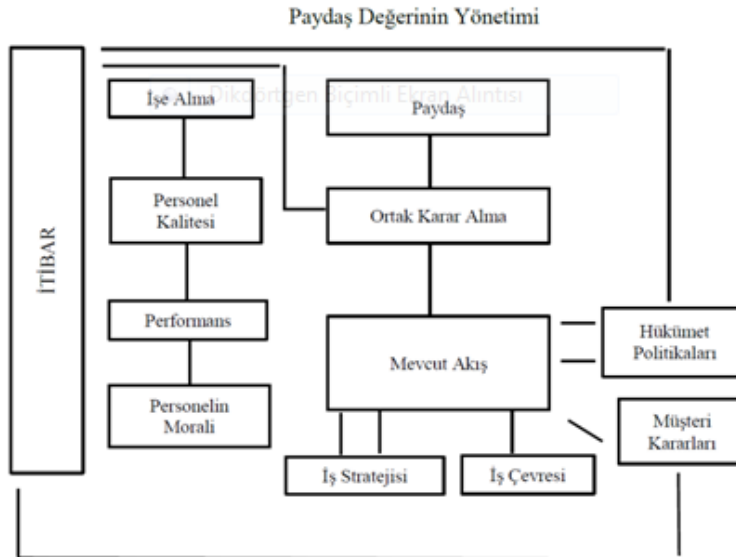 Paydaş Değerinin Yönetimi
Dikdörtgen Biçimli Ekran Alıntısı
İTİBAR
İşe Alma
Personel
Kalitesi
Performans
Personelin
Morali
Paydaş
Ortak Karar Alma
Mevcut Akış
İş Stratejisi
İş Çevresi
Hükümet
Politikaları
Müşteri
Kararları